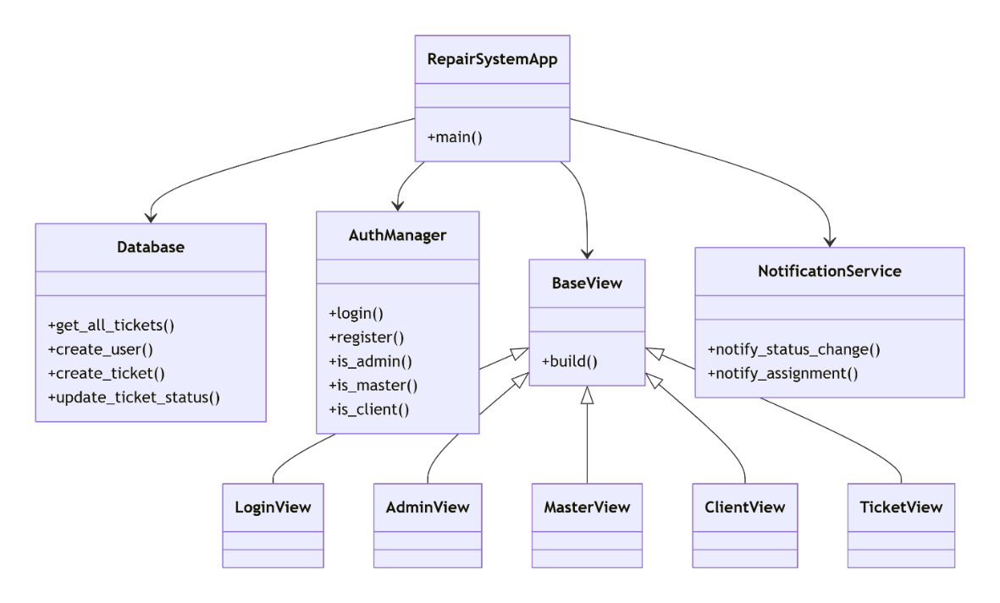 RepairSystemApp
+main()
Database
+get_all_tickets()
+create_user()
+create_ticket()
+update_ticket_status()
AuthManager
+login()
+register()
+is_admin()
+is_master()
+is_client()
BaseView
+build()
NotificationService
+notify_status_change()
+notify_assignment()
LoginView
AdminView
MasterView
ClientView
TicketView